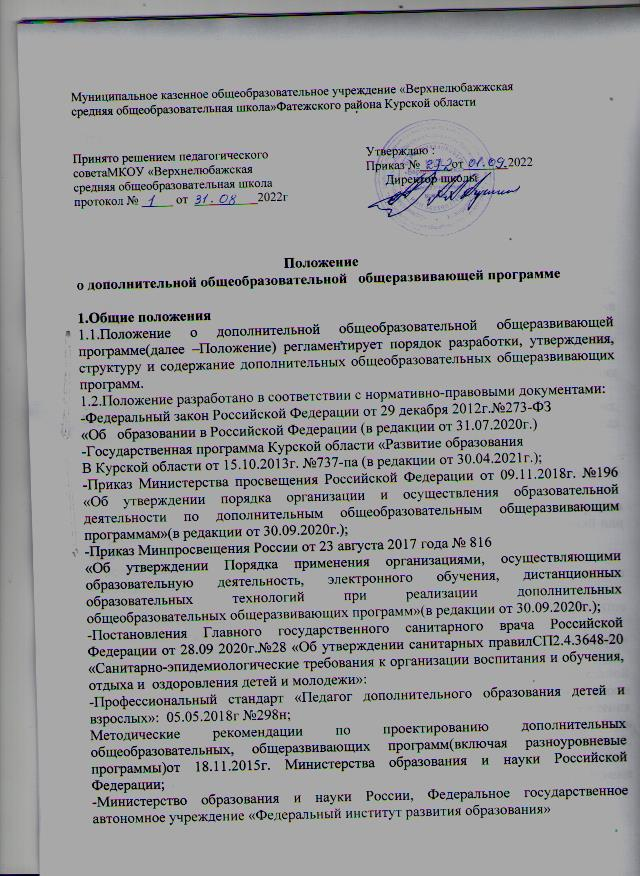 Муниципальное казенное общеобразовательное учреждение «Верхнелюбажжская
средняя общеобразовательная школа»Фатежского района Курской области
Принято решением педагогического
советаМКОУ «Верхнелюбажская
средняя общеобразовательная школа
протокол № 1 от 31.08 2022г
Утверждаю :
Приказ № 272 от 01.09.2022
Директор школы
Положение
о дополнительной общеобразовательной общеразвивающей программе
1.Общие положения
1.1.Положение о дополнительной общеобразовательной общеразвивающей
программе(далее –Положение) регламентирует порядок разработки, утверждения,
структуру и содержание дополнительных общеобразовательных общеразвивающих
программ.
1.2.Положение разработано в соответствии с нормативно-правовыми документами:
-Федеральный закон Российской Федерации от 29 декабря 2012г.№273-ФЗ
«Об образовании в Российской Федерации (в редакции от 31.07.2020г.)
-Государственная программа Курской области «Развитие образования
В Курской области от 15.10.2013г. №737-па (в редакции от 30.04.2021г.);
-Приказ Министерства просвещения Российской Федерации от 09.11.2018г. №196
«Об утверждении порядка организации и осуществления образовательной
деятельности по дополнительным общеобразовательным общеразвивающим
программам»(в редакции от 30.09.2020г.);
-Приказ Минпросвещения России от 23 августа 2017 года № 816
«Об утверждении Порядка применения организациями, осуществляющими
образовательную деятельность, электронного обучения, дистанционных
образовательных технологий при реализации дополнительных
общеобразовательных общеразвивающих программ»(в редакции от 30.09.2020г.);
-Постановления Главного государственного санитарного врача Российской
Федерации от 28.09 2020г.№28 «Об утверждении санитарных правилСП2.4.3648-20
«Санитарно-эпидемиологические требования к организации воспитания и обучения,
отдыха и оздоровления детей и молодежи»:
-Профессиональный стандарт «Педагог дополнительного образования детей и
взрослых»: 05.05.2018г №298н;
Методические рекомендации по проектированию дополнительных
общеобразовательных, общеразвивающих программ(включая разноуровневые
программы)от 18.11.2015г. Министерства образования и науки Российской
Федерации;
-Министерство образования и науки России, Федеральное государственное
автономное учреждение «Федеральный институт развития образования»